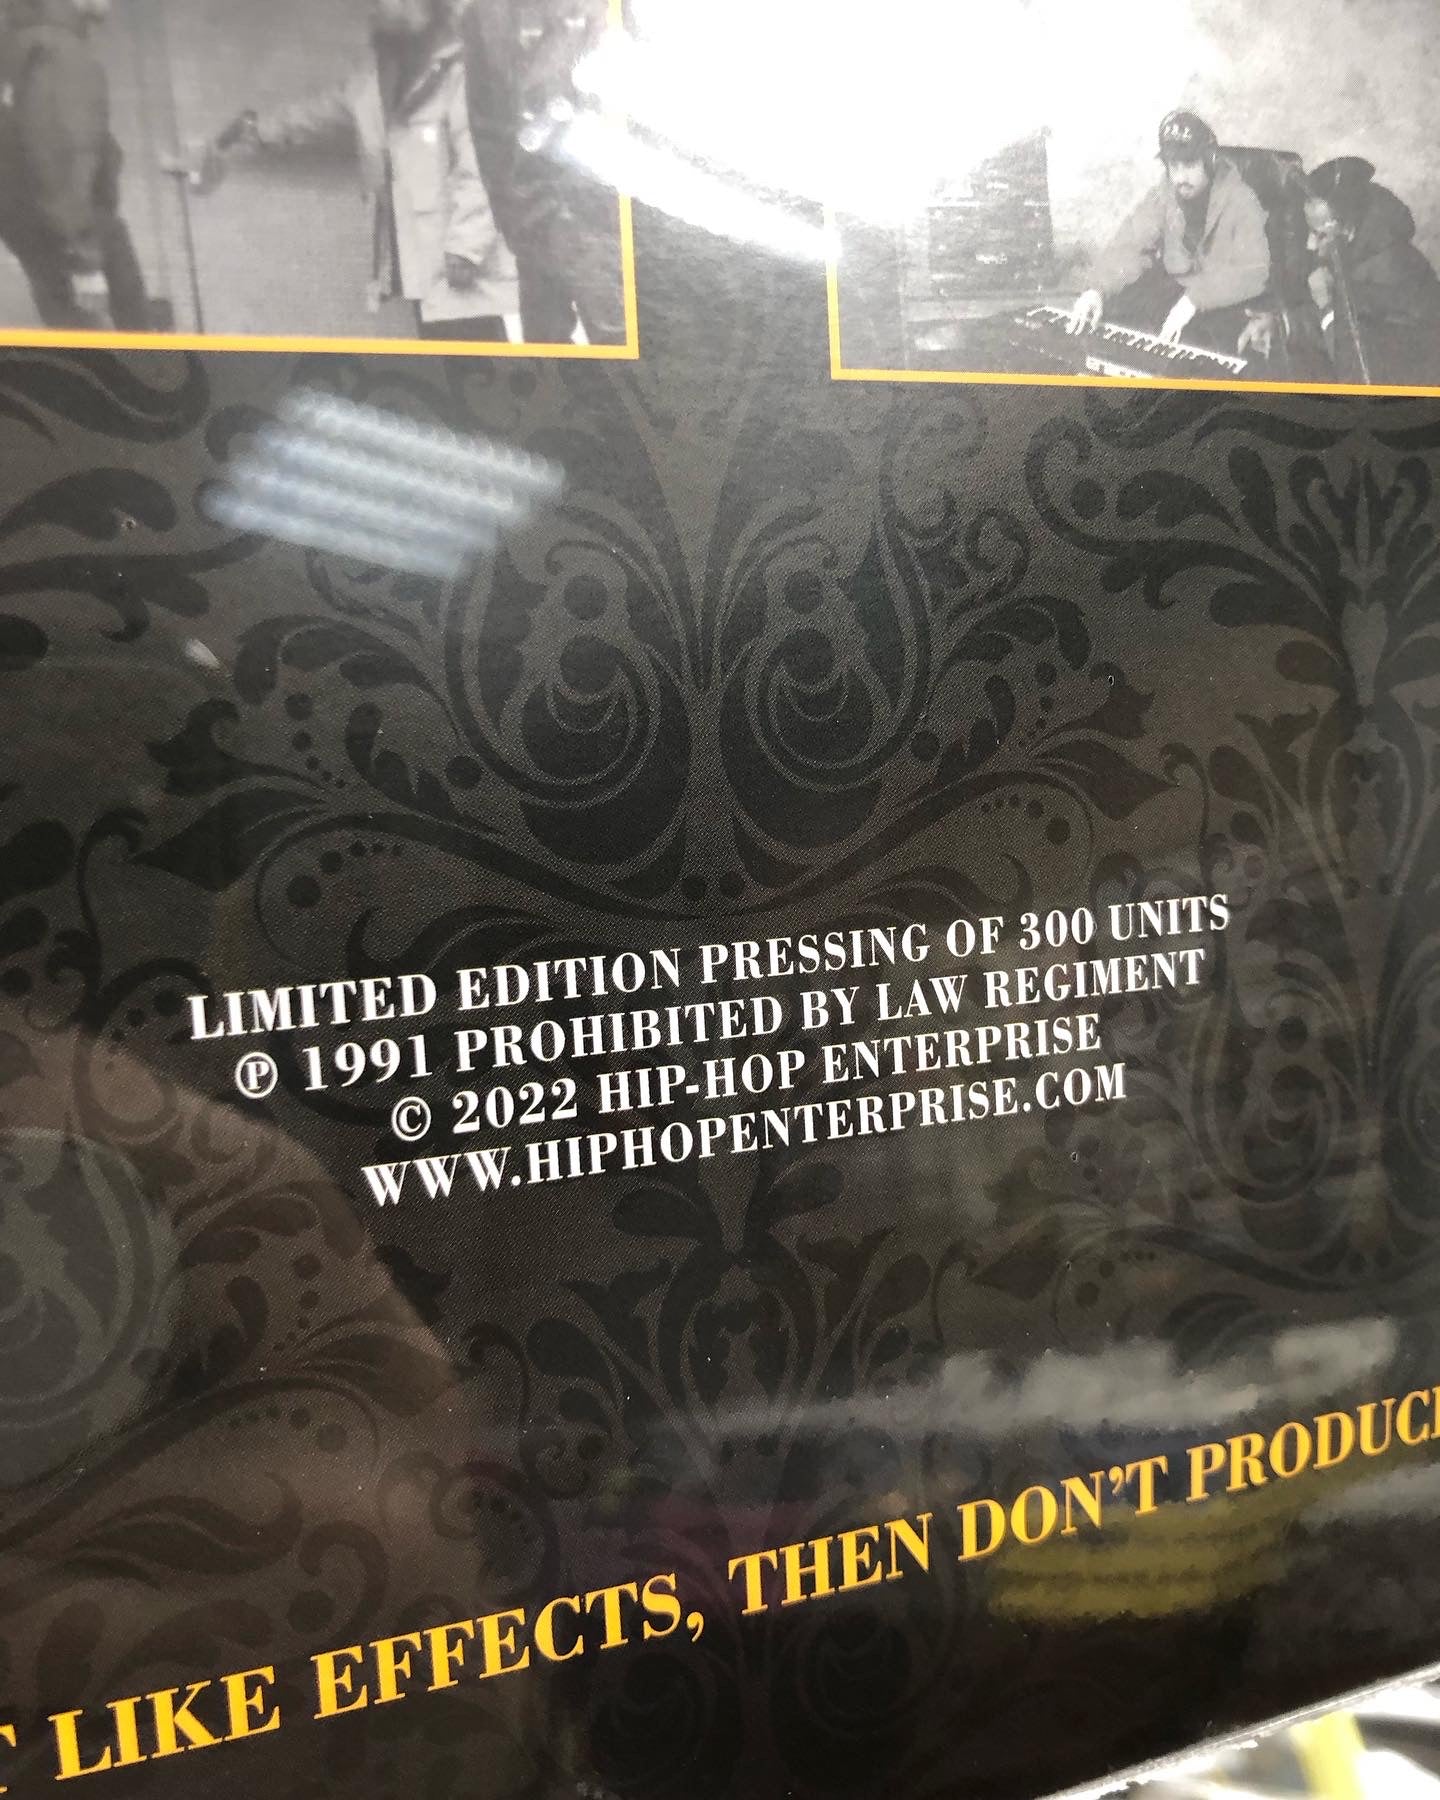 LIMITED EDITION PRESSING OF 300 UNITS
℗ 1991 PROHIBITED BY LAW REGIMENT
© 2022 HIP-HOP ENTERPRISE
WWW.HIPHOPENTERPRISE.COM
LIKE EFFECTS, THEN DON'T PRODUC